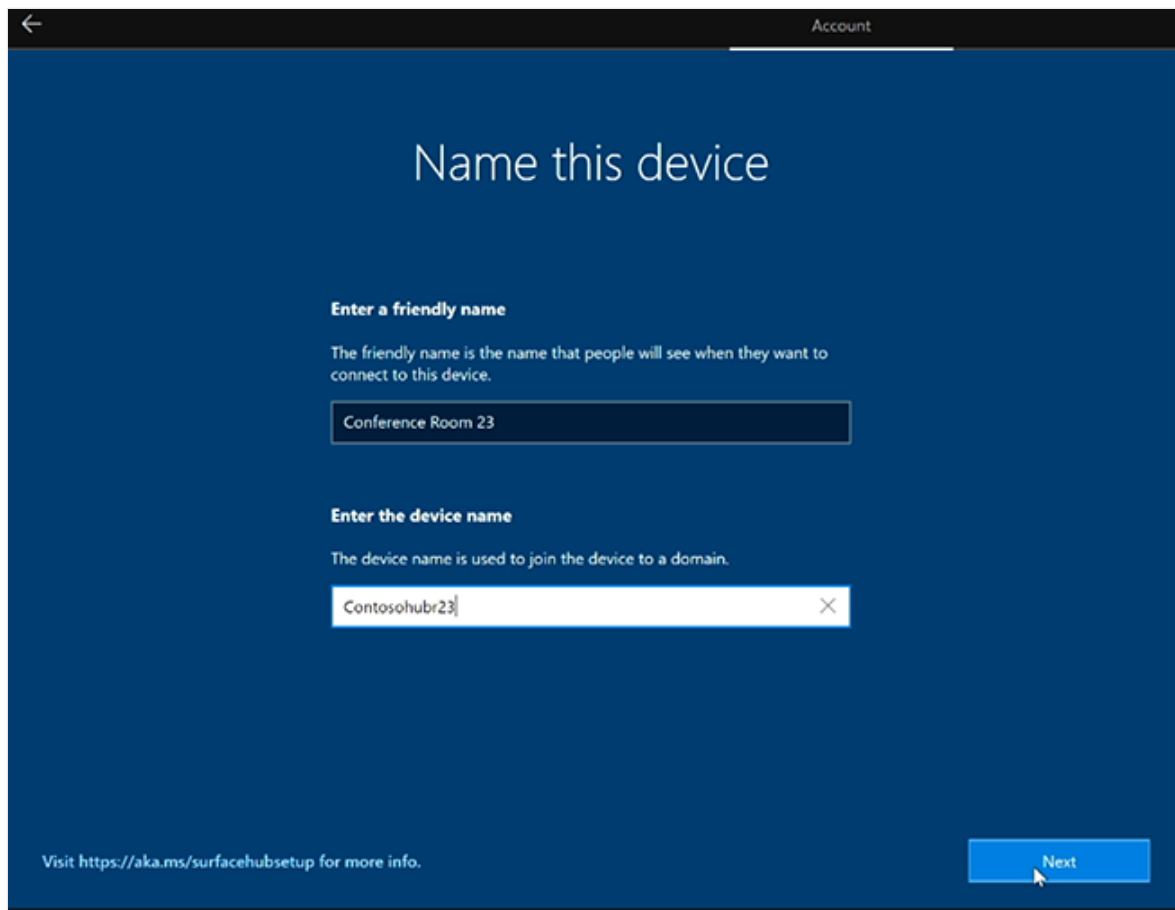 Account
Name this device
Enter a friendly name
The friendly name is the name that people will see when they want to
connect to this device.
Conference Room 23
Enter the device name
The device name is used to join the device to a domain.
Contosohubr23
Visit https://aka.ms/surfacehubsetup for more info.
Next